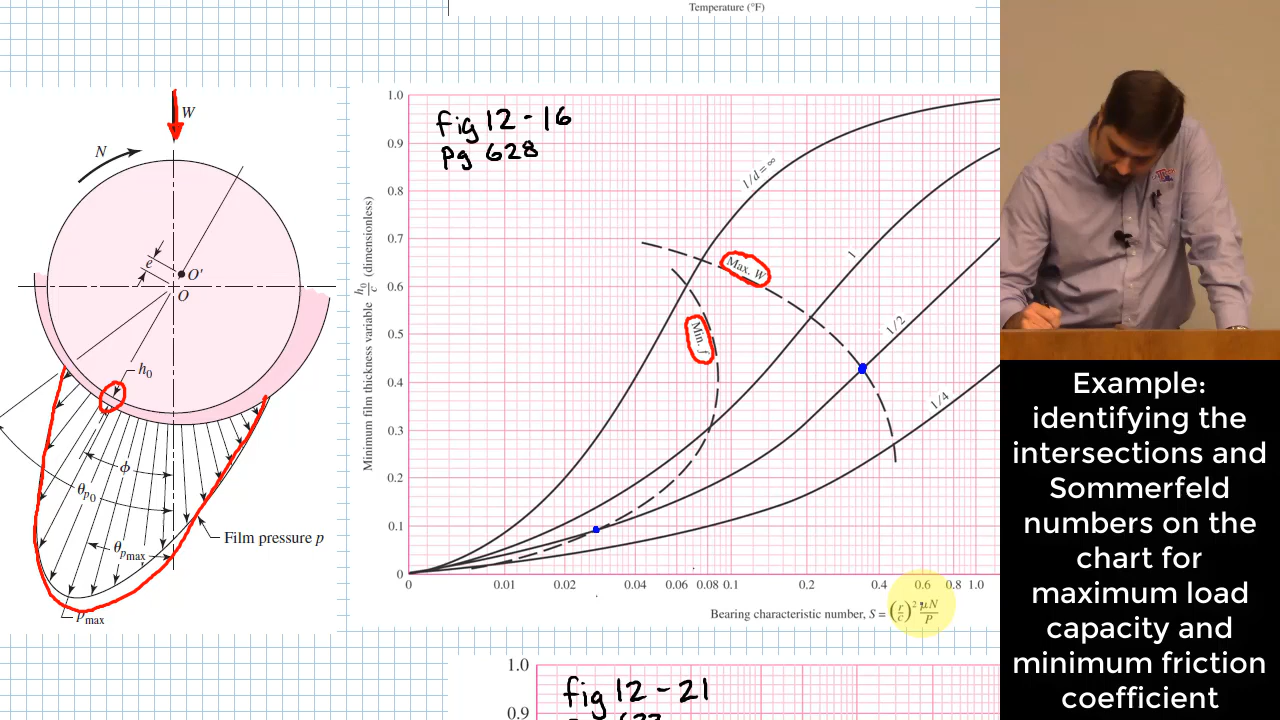 Temperature (°F)
W
N
e
O'
O
h0
ϕ
θp0
θpmax
Film pressure p
pmax
fig 12-16
Pg 628
Minimum film thickness variable h0/c (dimensionless)
1.0
0.9
0.8
0.7
0.6
0.5
0.4
0.3
0.2
0.1
0
l/d = ∞
1
1/2
1/4
Max. W
Min. f
0 0.01 0.02 0.04 0.06 0.08 0.1 0.2 0.4 0.6 0.8 1.0
Bearing characteristic number, S = (r/c)² μN/P
1.0
0.9
fig 12-21
Example:
identifying the
intersections and
Sommerfeld
numbers on the
chart for
maximum load
capacity and
minimum friction
coefficient